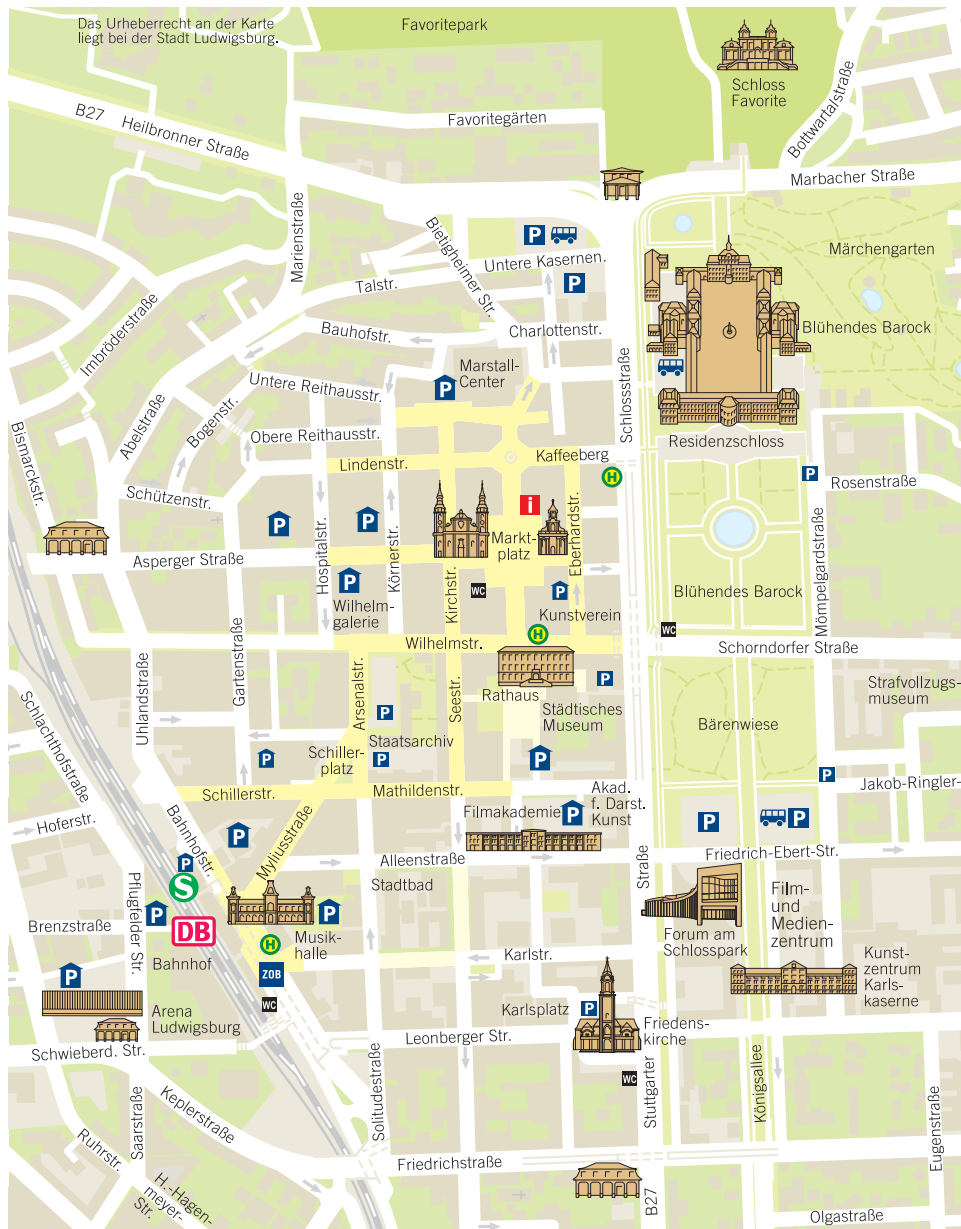 Das Urheberrecht an der Karte
liegt bei der Stadt Ludwigsburg.
Favoritepark
Schloss
Favorite
B27
Heilbronner Straße
Favoritegärten
Bottwartalstraße
Marbacher Straße
Marienstraße
Bietigheimer Str.
P
Untere Kasernen.
P
Märchengarten
Talstr.
Imbröderstraße
Bauhofstr.
Charlottenstr.
Blühendes Barock
Schlossstraße
Marstall-
Center
P
Untere Reithausstr.
Abelstraße
Bogenstr.
Bismarckstr.
Obere Reithausstr.
Residenzschloss
Lindenstr.
Kaffeeberg
H
P
Rosenstraße
Schützenstr.
i
P
P
Hospitalstr.
Körnerstr.
Markt-
platz
Eberhardstr.
Mömpelgardstraße
Asperger Straße
Kirchstr.
P
WC
P
Blühendes Barock
Wilhelm-
galerie
Kunstverein
H
WC
Wilhelmstr.
Schorndorfer Straße
Gartenstraße
Uhlandstraße
Arsenalstr.
Seestr.
Rathaus
P
Strafvollzugs-
museum
Schlachthofstraße
Städtisches
Museum
P
Bärenwiese
Staatsarchiv
Schiller-
platz
P
P
P
P
Jakob-Ringler-
Schillerstr.
Mathildenstr.
Akad.
f. Darst.
Kunst
Hoferstr.
Bahnhofstr.
P
Myliusstraße
Filmakademie
P
P
P
Straße
Friedrich-Ebert-Str.
Alleenstraße
P
S
Stadtbad
Pflugfelder Str.
Brenzstraße
P
DB
Bahnhof
P
Musik-
halle
H
ZOB
WC
Forum am
Schlosspark
Film-
und
Medien-
zentrum
Karlstr.
Kunst-
zentrum
Karls-
kaserne
P
Arena
Ludwigsburg
Karlsplatz
P
Friedens-
kirche
Leonberger Str.
Schwieberd. Str.
WC
Stuttgarter
Königsallee
Solitudestraße
Keplerstraße
Saarstraße
Ruhrstr.
Eugenstraße
Friedrichstraße
H.-Hagen-
meyer-
Str.
B27
Olgastraße